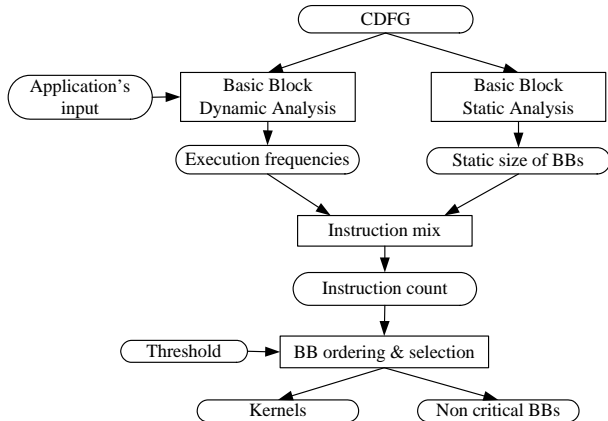 CDFG
Application's
input
Basic Block
Dynamic Analysis
Basic Block
Static Analysis
Execution frequencies
Static size of BBs
Instruction mix
Instruction count
Threshold
BB ordering & selection
Kernels
Non critical BBs